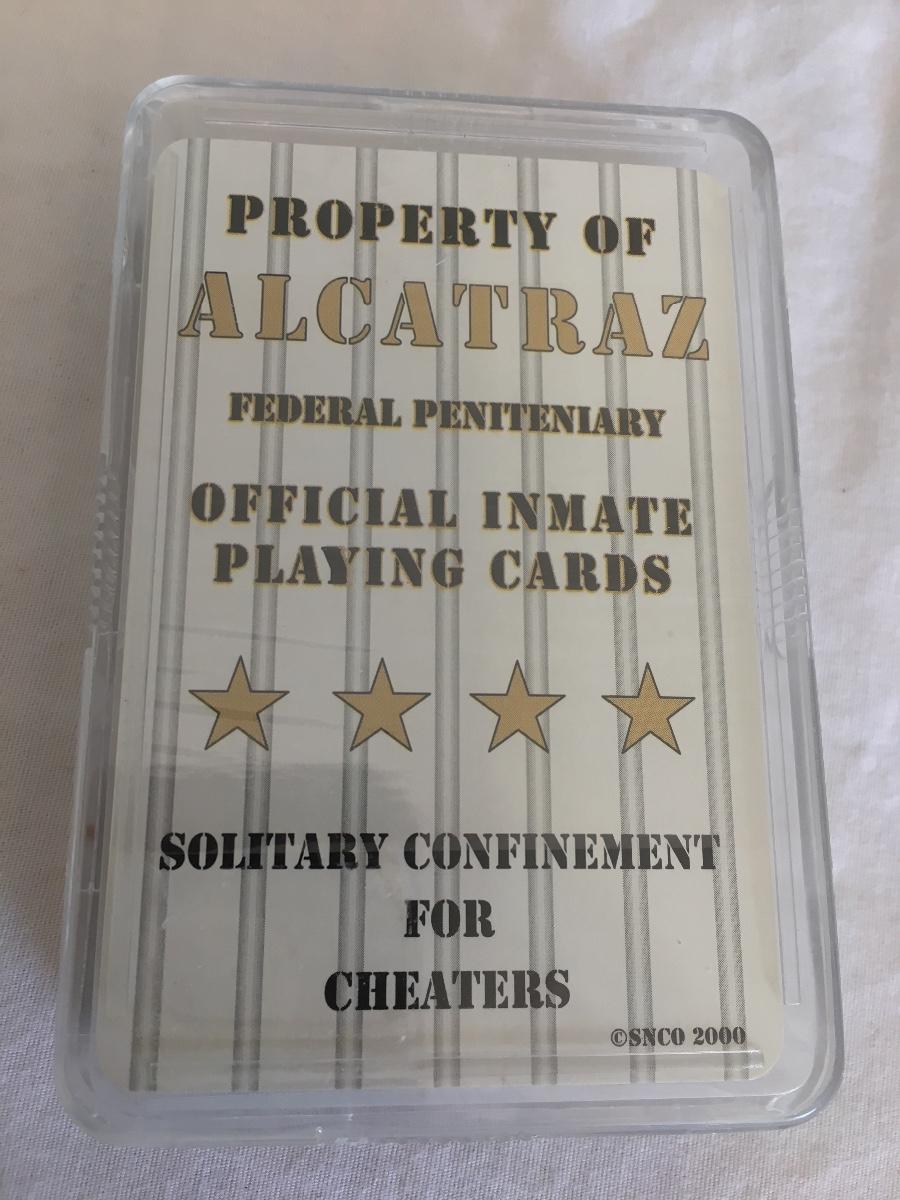 PROPERTY OF
ALCATRAZ
FEDERAL PENITENIARY
OFFICIAL INMATE
PLAYING CARDS
SOLITARY CONFINEMENT
FOR
CHEATERS
©SNCO 2000